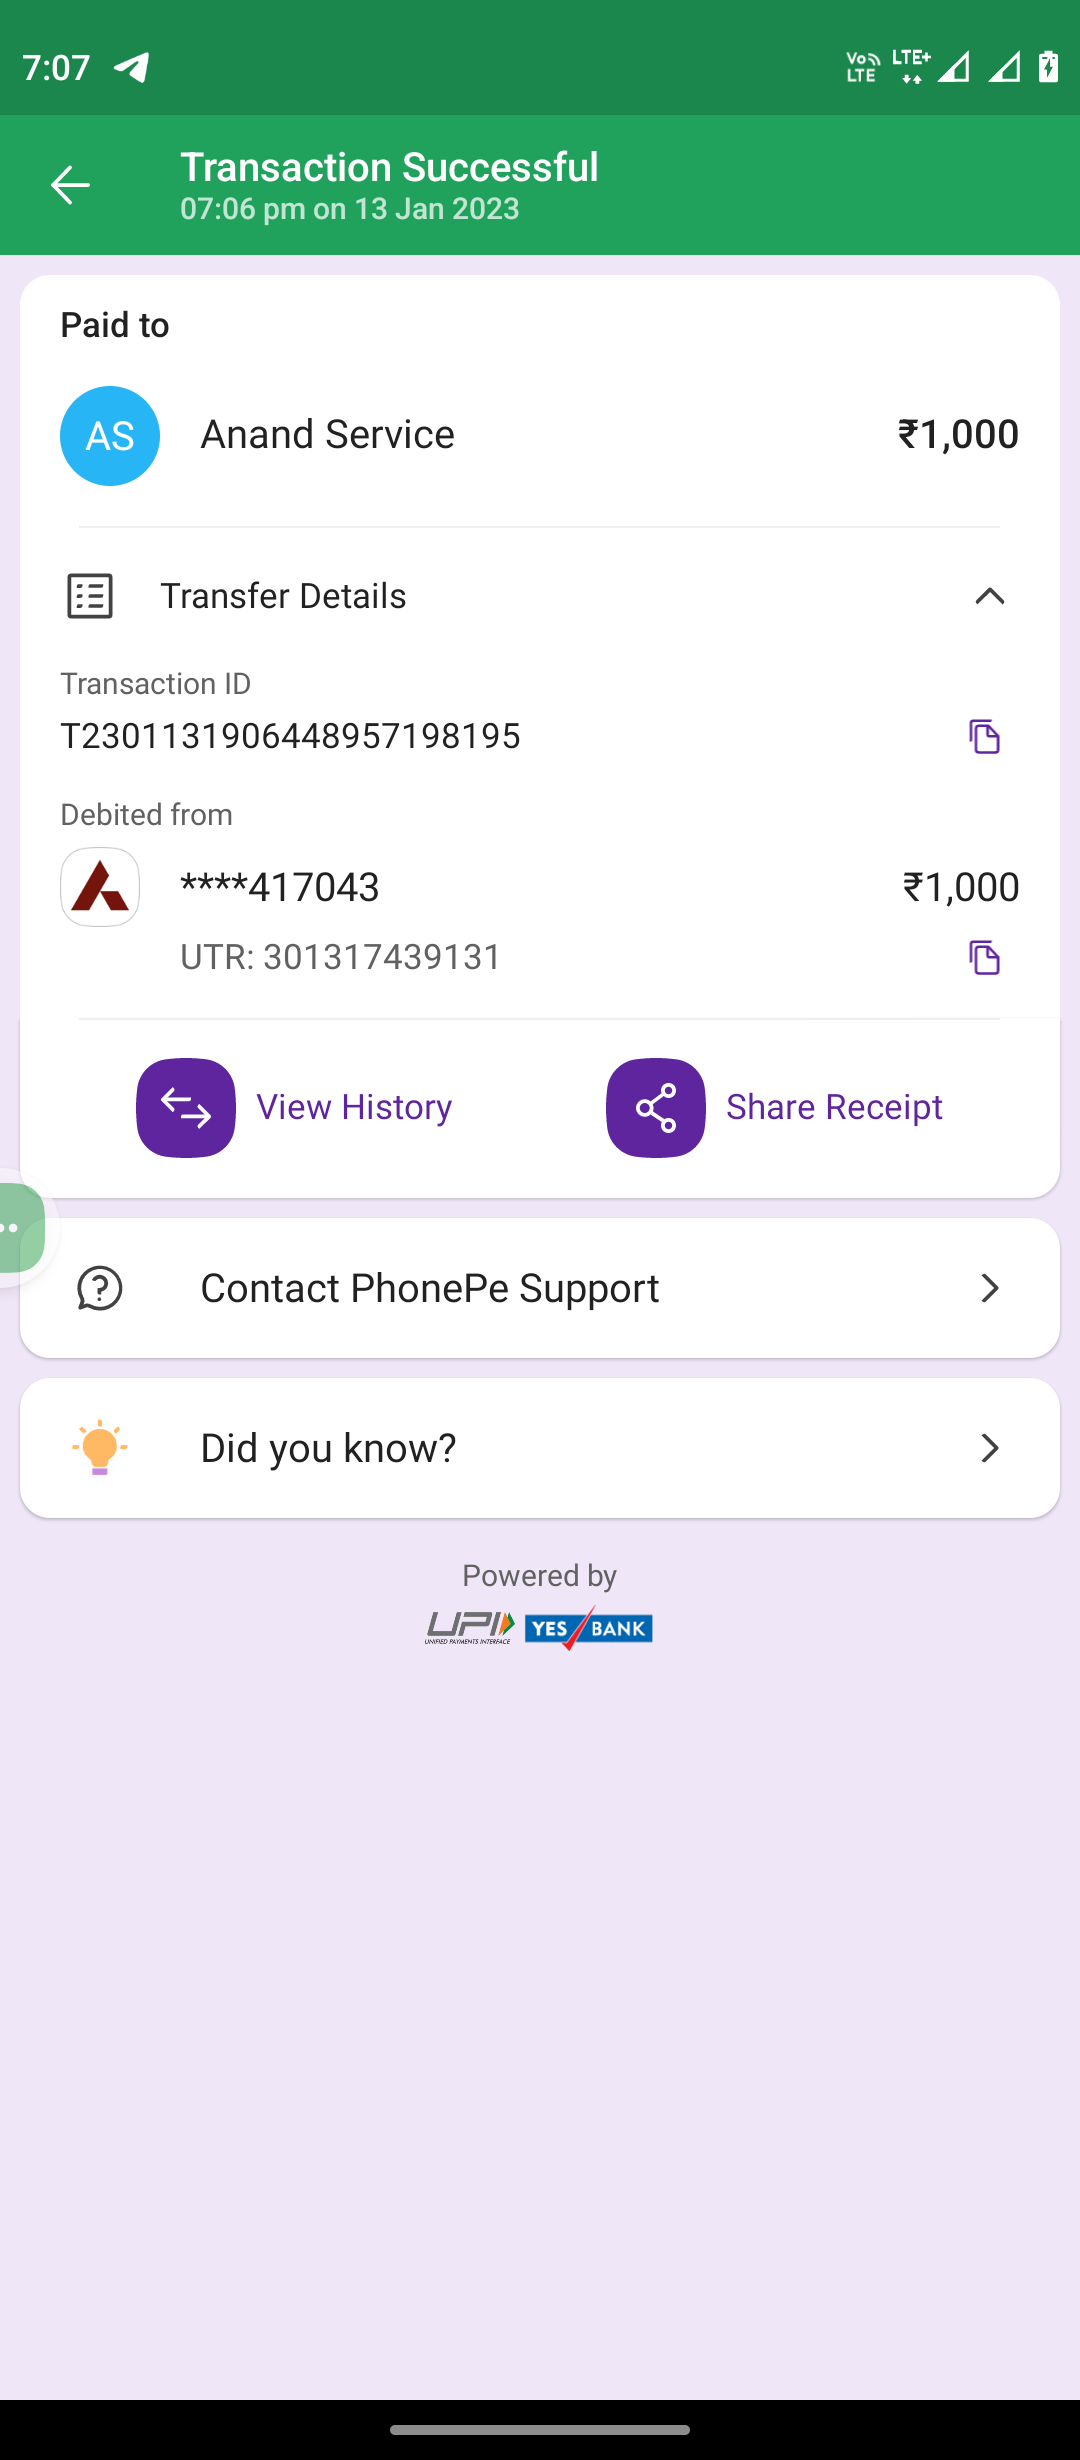 7:07
Vo LTE LTE+
Transaction Successful
07:06 pm on 13 Jan 2023
Paid to
AS Anand Service ₹1,000
Transfer Details
Transaction ID
T2301131906448957198195
Debited from
****417043 ₹1,000
UTR: 301317439131
View History Share Receipt
Contact PhonePe Support
Did you know?
Powered by
UPI YES BANK
UNIFIED PAYMENTS INTERFACE